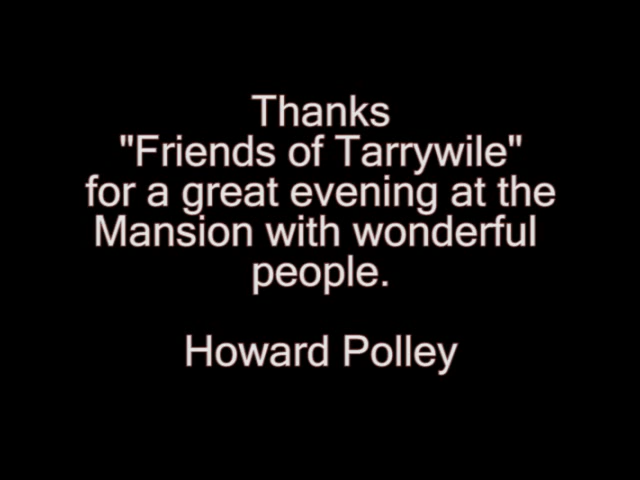 Thanks
"Friends of Tarrywile"
for a great evening at the
Mansion with wonderful
people.
Howard Polley